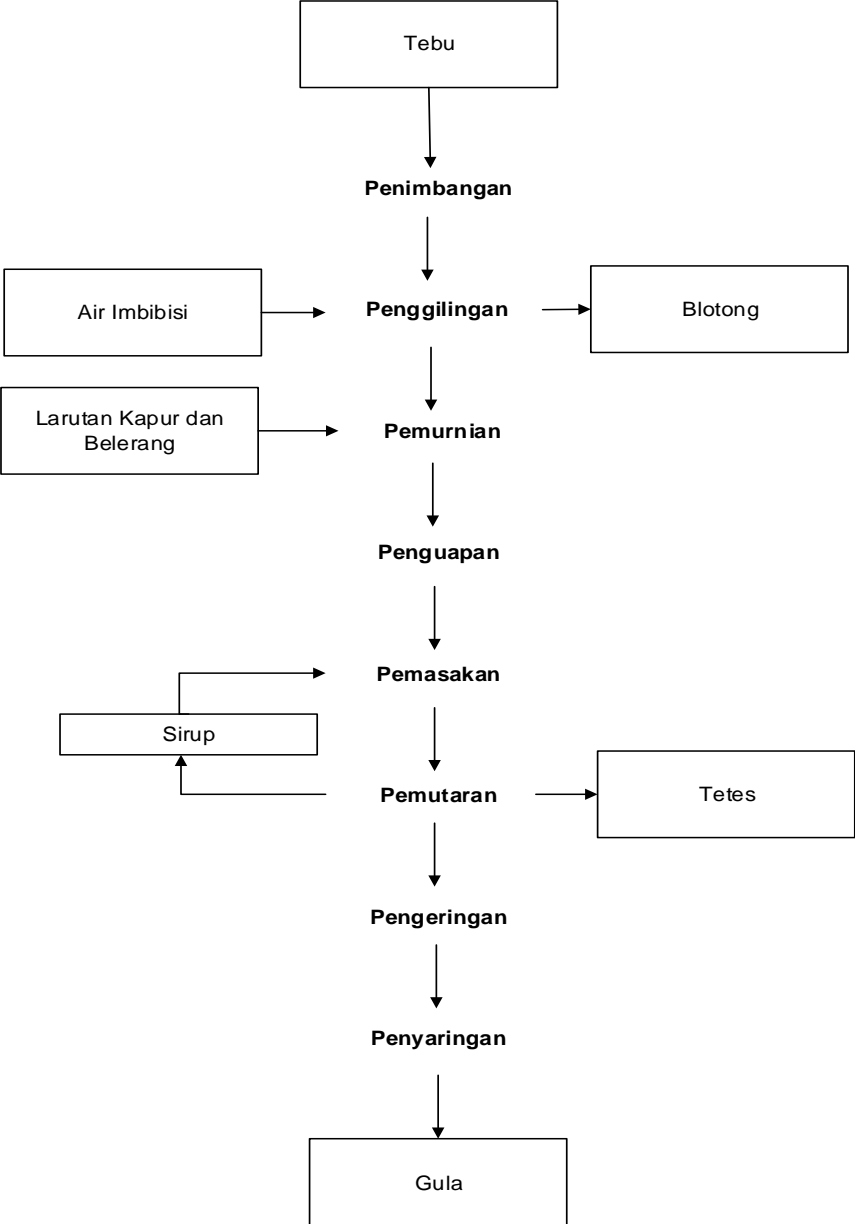 Tebu
Penimbangan
Air Imbibisi
Penggilingan
Blotong
Larutan Kapur dan
Belerang
Pemurnian
Penguapan
Pemasakan
Sirup
Pemutaran
Tetes
Pengeringan
Penyaringan
Gula